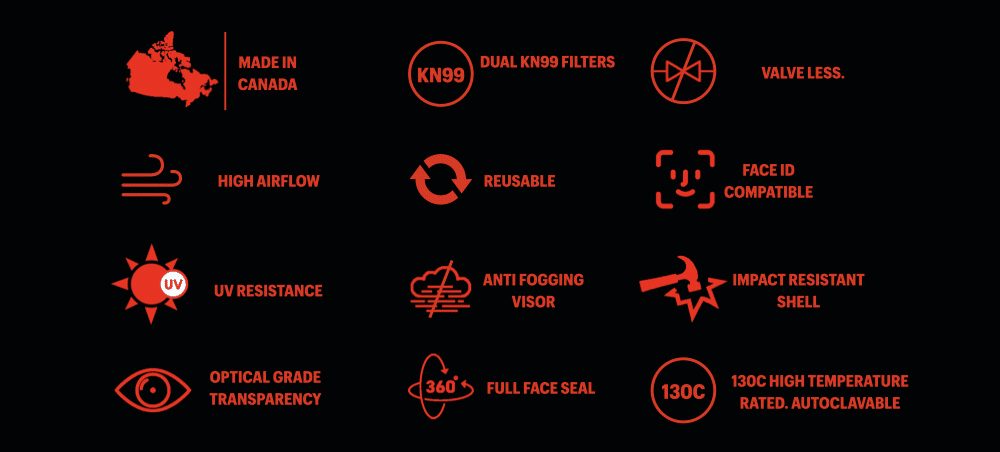 MADE IN
CANADA
KN99
DUAL KN99 FILTERS
VALVE LESS.
HIGH AIRFLOW
REUSABLE
FACE ID
COMPATIBLE
UV
UV RESISTANCE
ANTI FOGGING
VISOR
IMPACT RESISTANT
SHELL
OPTICAL GRADE
TRANSPARENCY
360°
FULL FACE SEAL
130C
130C HIGH TEMPERATURE
RATED. AUTOCLAVABLE